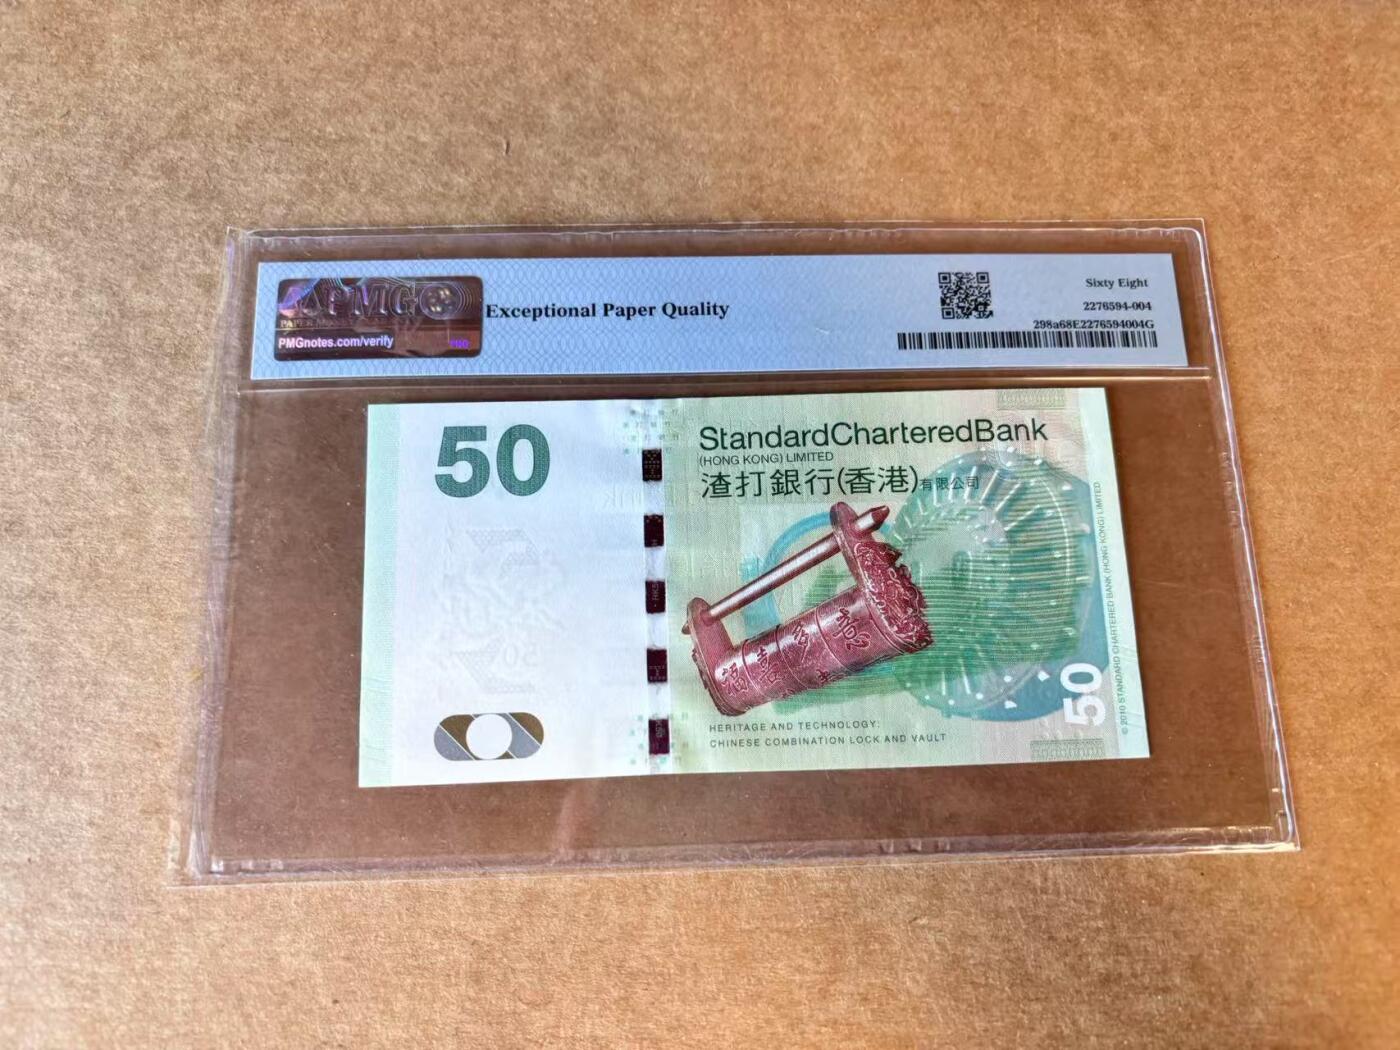 PMG
PAPER MONEY
PMGnotes.com/verify
Exceptional Paper Quality
Sixty Eight
2276594-004
298a68E2276594004G
50
StandardCharteredBank
(HONG KONG) LIMITED
渣打銀行(香港)有限公司
HERITAGE AND TECHNOLOGY:
CHINESE COMBINATION LOCK AND VAULT
50
© 2010 STANDARD CHARTERED BANK (HONG KONG) LIMITED